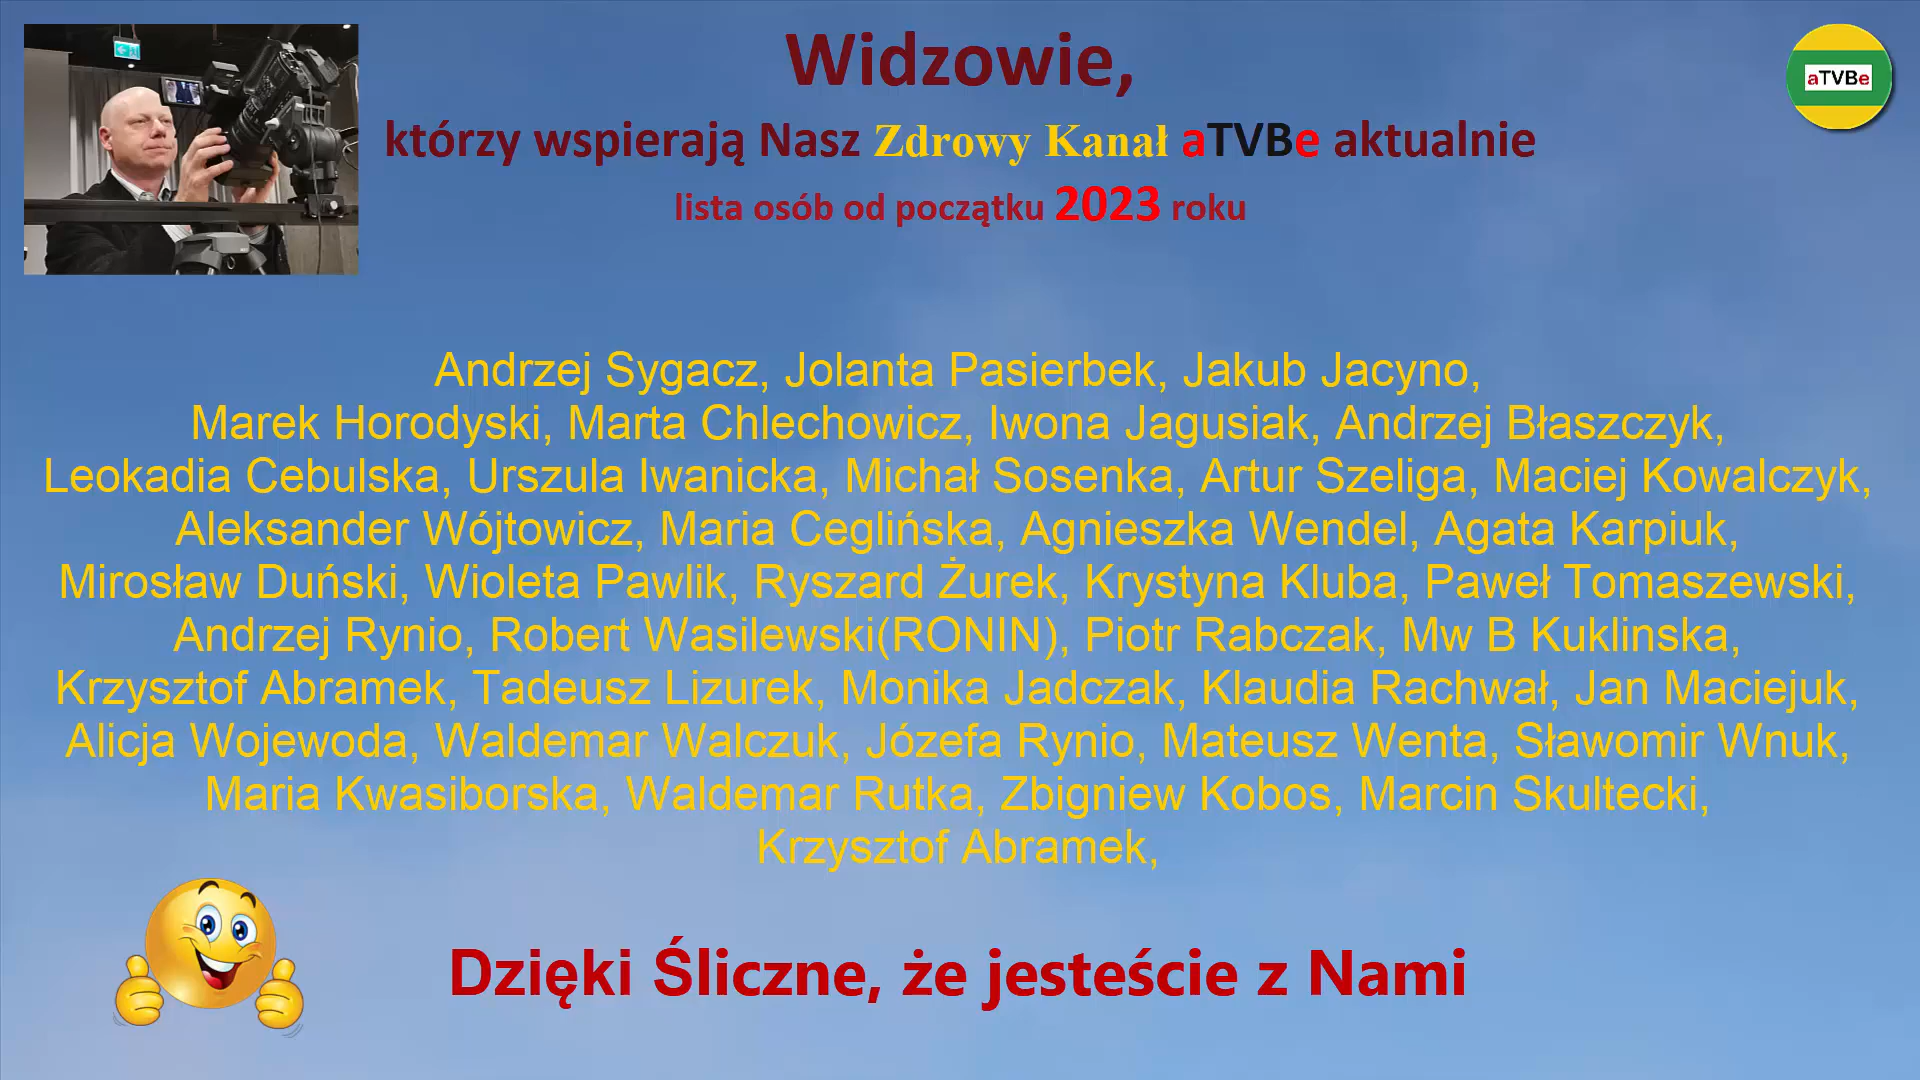 Widzowie,
którzy wspierają Nasz Zdrowy Kanał aTVBe aktualnie
lista osób od początku 2023 roku
aTVBe
Andrzej Sygacz, Jolanta Pasierbek, Jakub Jacyno,
Marek Horodyski, Marta Chlechowicz, Iwona Jagusiak, Andrzej Błaszczyk,
Leokadia Cebulska, Urszula Iwanicka, Michał Sosenka, Artur Szeliga, Maciej Kowalczyk,
Aleksander Wójtowicz, Maria Ceglińska, Agnieszka Wendel, Agata Karpiuk,
Mirosław Duński, Wioleta Pawlik, Ryszard Żurek, Krystyna Kluba, Paweł Tomaszewski,
Andrzej Rynio, Robert Wasilewski(RONIN), Piotr Rabczak, Mw B Kuklinska,
Krzysztof Abramek, Tadeusz Lizurek, Monika Jadczak, Klaudia Rachwał, Jan Maciejuk,
Alicja Wojewoda, Waldemar Walczuk, Józefa Rynio, Mateusz Wenta, Sławomir Wnuk,
Maria Kwasiborska, Waldemar Rutka, Zbigniew Kobos, Marcin Skultecki,
Krzysztof Abramek,
Dzięki Śliczne, że jesteście z Nami